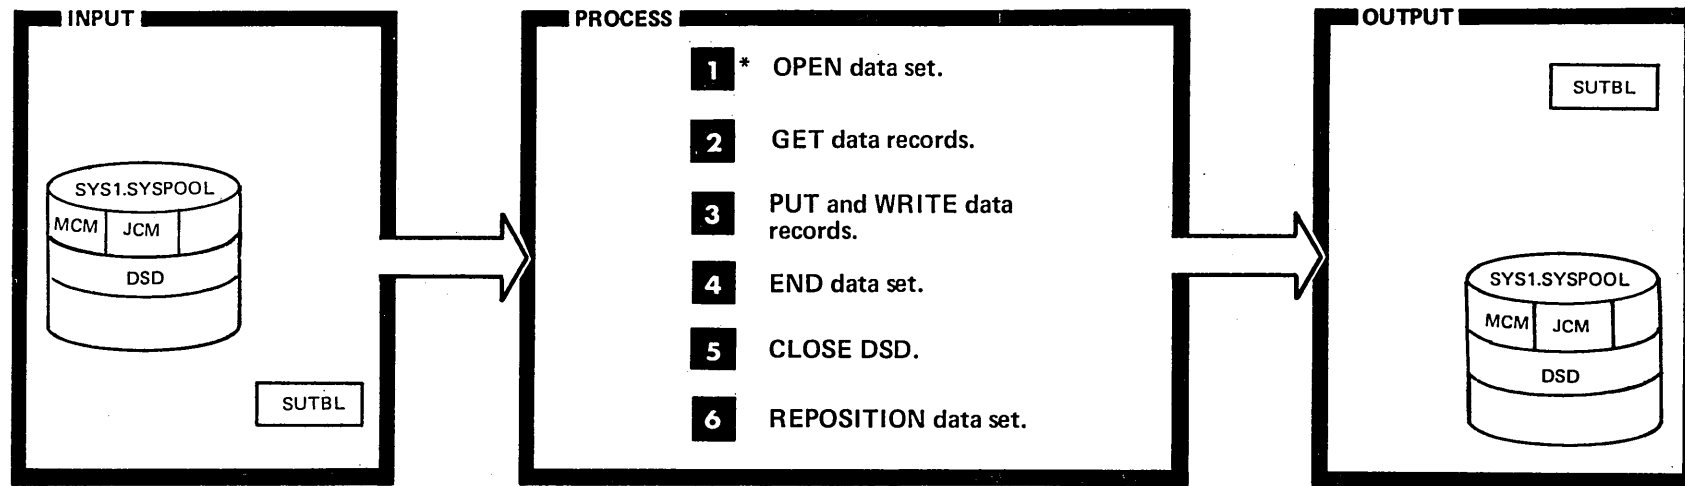 INPUT
SYS1.SYSPOOL
MCM JCM
DSD
SUTBL
PROCESS
1 * OPEN data set.
2 GET data records.
3 PUT and WRITE data
records.
4 END data set.
5 CLOSE DSD.
6 REPOSITION data set.
OUTPUT
SUTBL
SYS1.SYSPOOL
MCM JCM
DSD